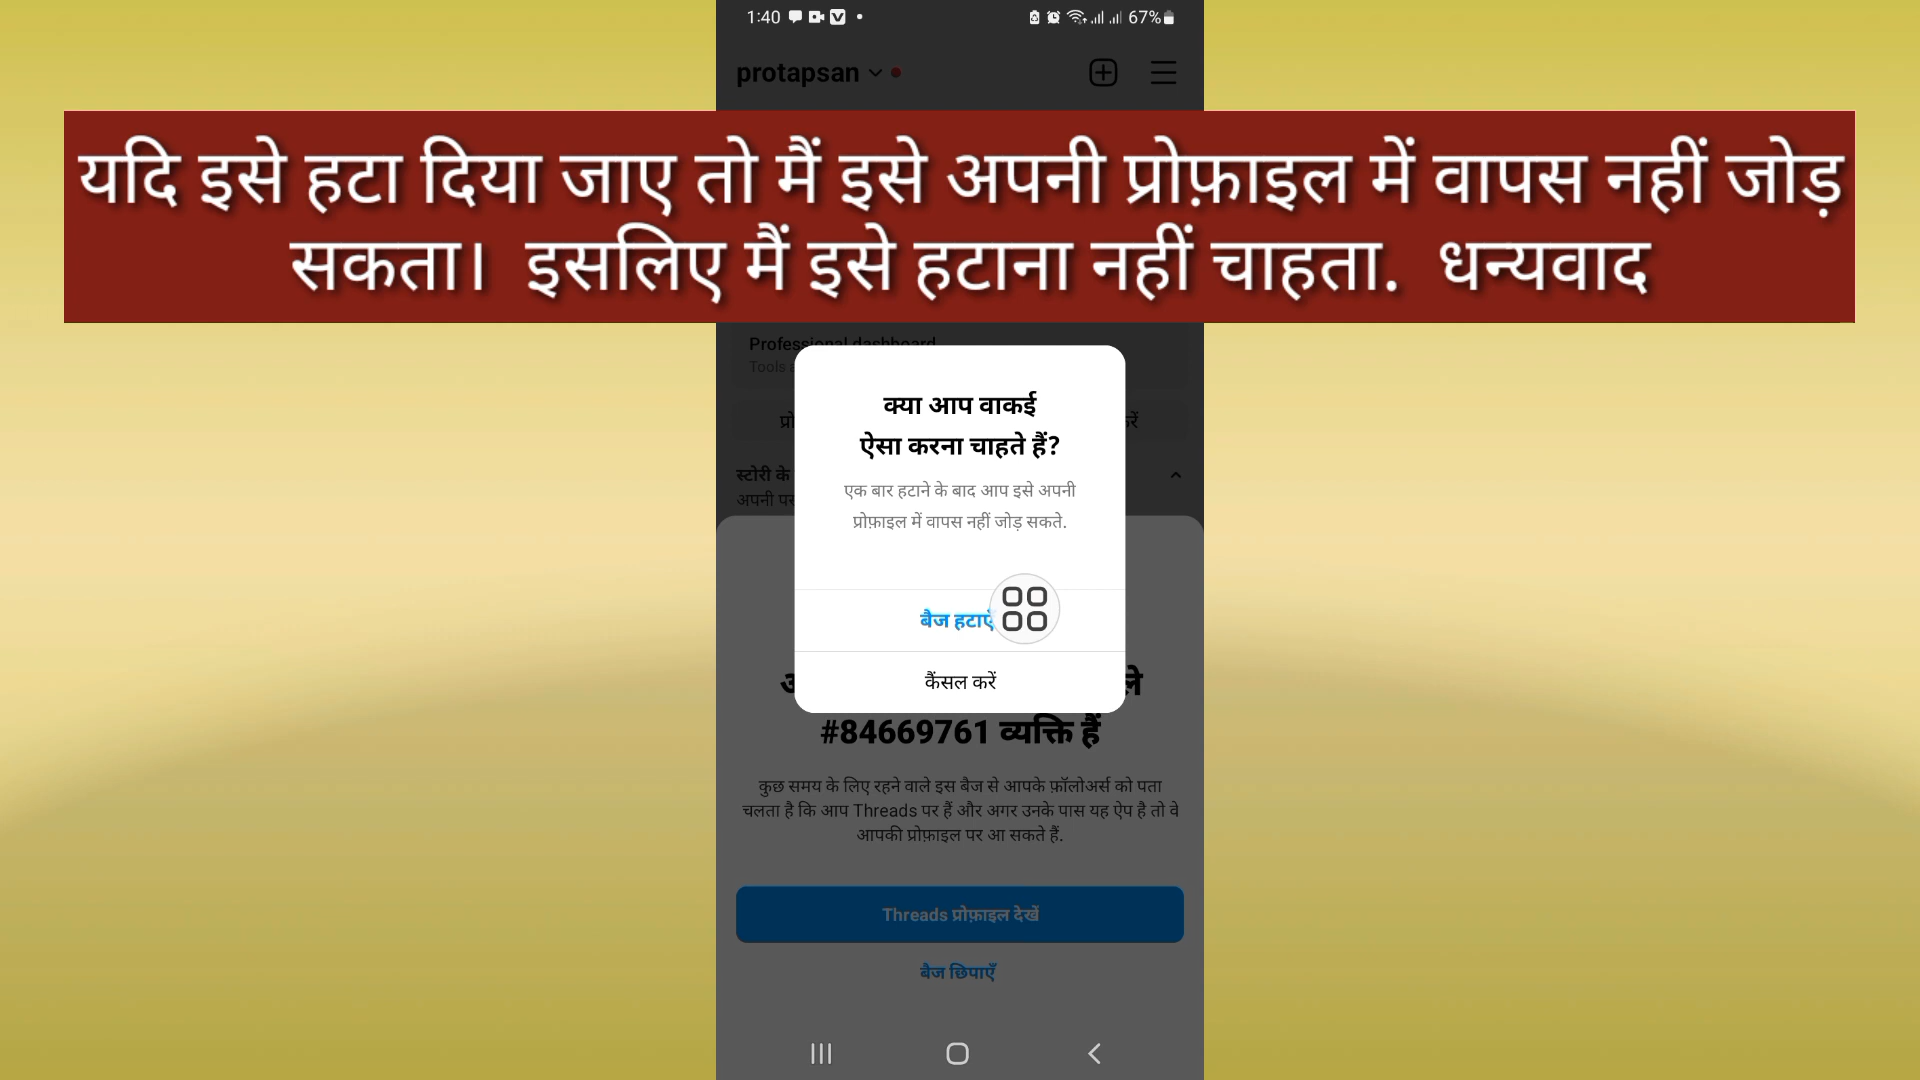 1:40
67%
protapsan
यदि इसे हटा दिया जाए तो मैं इसे अपनी प्रोफ़ाइल में वापस नहीं जोड़
सकता। इसलिए मैं इसे हटाना नहीं चाहता. धन्यवाद
Professional dashboard
Tools
क्या आप वाकई
ऐसा करना चाहते हैं?
स्टोरी के
अपनी
एक बार हटाने के बाद आप इसे अपनी
प्रोफ़ाइल में वापस नहीं जोड़ सकते.
बैज हटाएँ
कैंसल करें
#84669761 व्यक्ति हैं
कुछ समय के लिए रहने वाले इस बैज से आपके फ़ॉलोअर्स को पता
चलता है कि आप Threads पर हैं और अगर उनके पास यह ऐप है तो वे
आपकी प्रोफ़ाइल पर आ सकते हैं.
Threads प्रोफ़ाइल देखें
बैज छिपाएँ